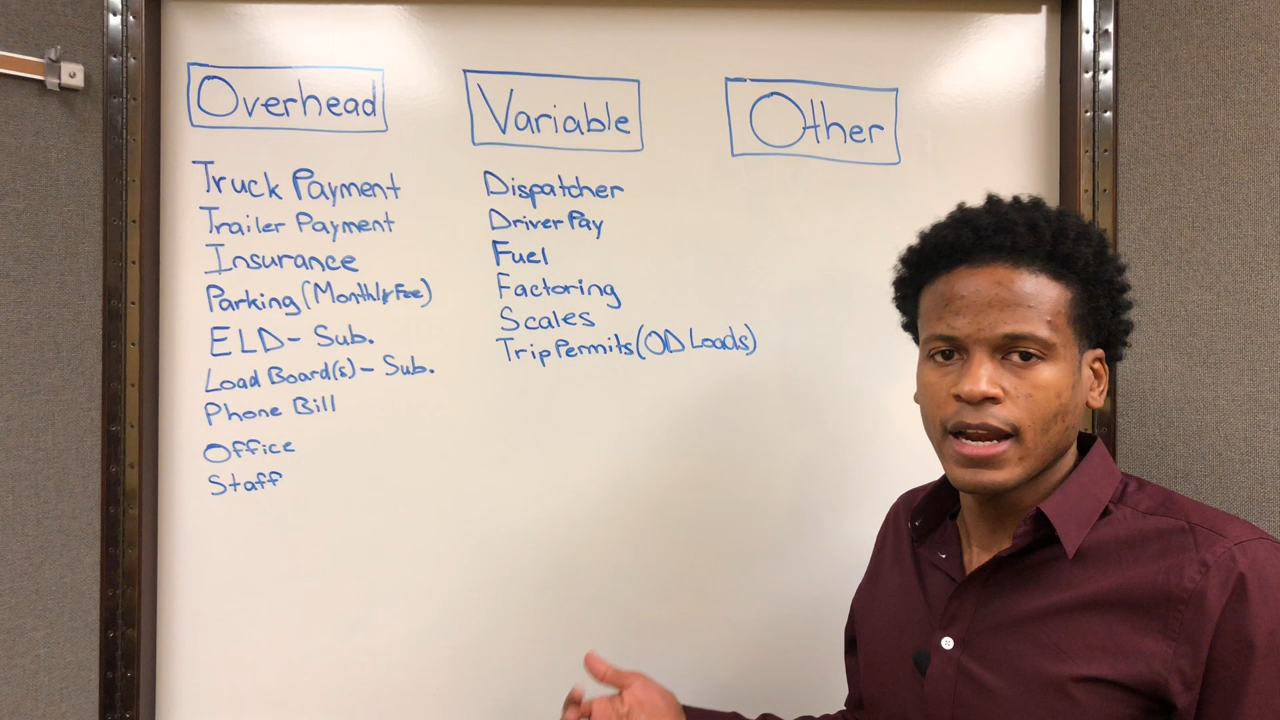 Overhead
Truck Payment
Trailer Payment
Insurance
Parking (Monthly Fee)
ELD - Sub.
Load Board(s) - Sub.
Phone Bill
Office
Staff
Variable
Dispatcher
Driver Pay
Fuel
Factoring
Scales
Trip Permits (OD Loads)
Other